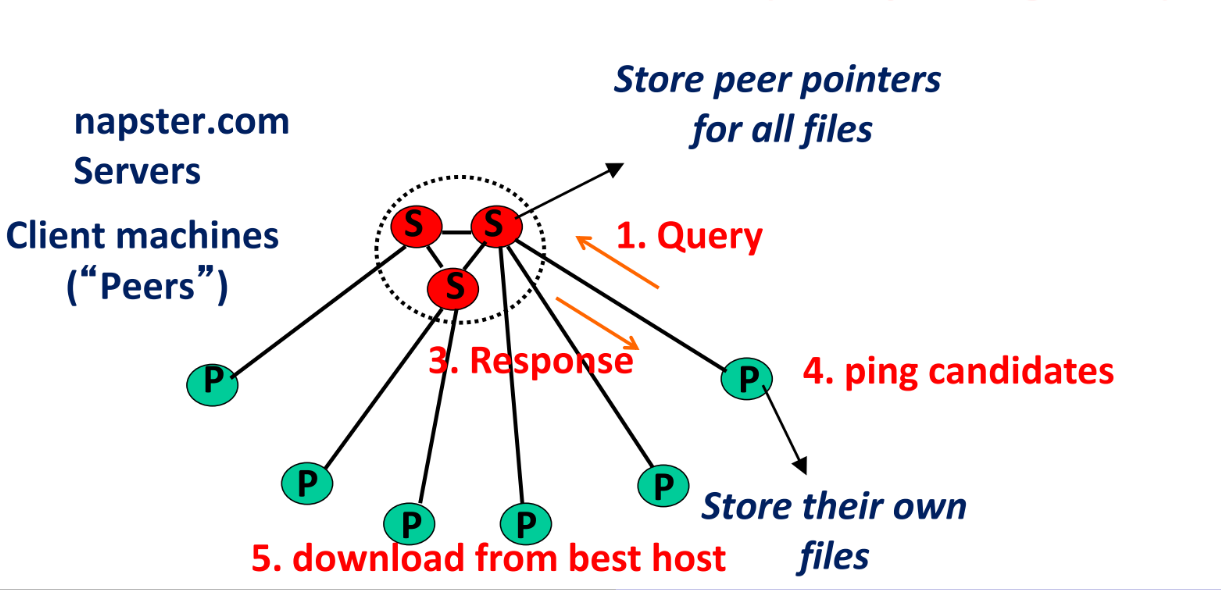 Store peer pointers
for all files
napster.com
Servers
Client machines
(“Peers”)
S
S
S
1. Query
3. Response
P
P
4. ping candidates
P
P
P
P
Store their own
files
5. download from best host